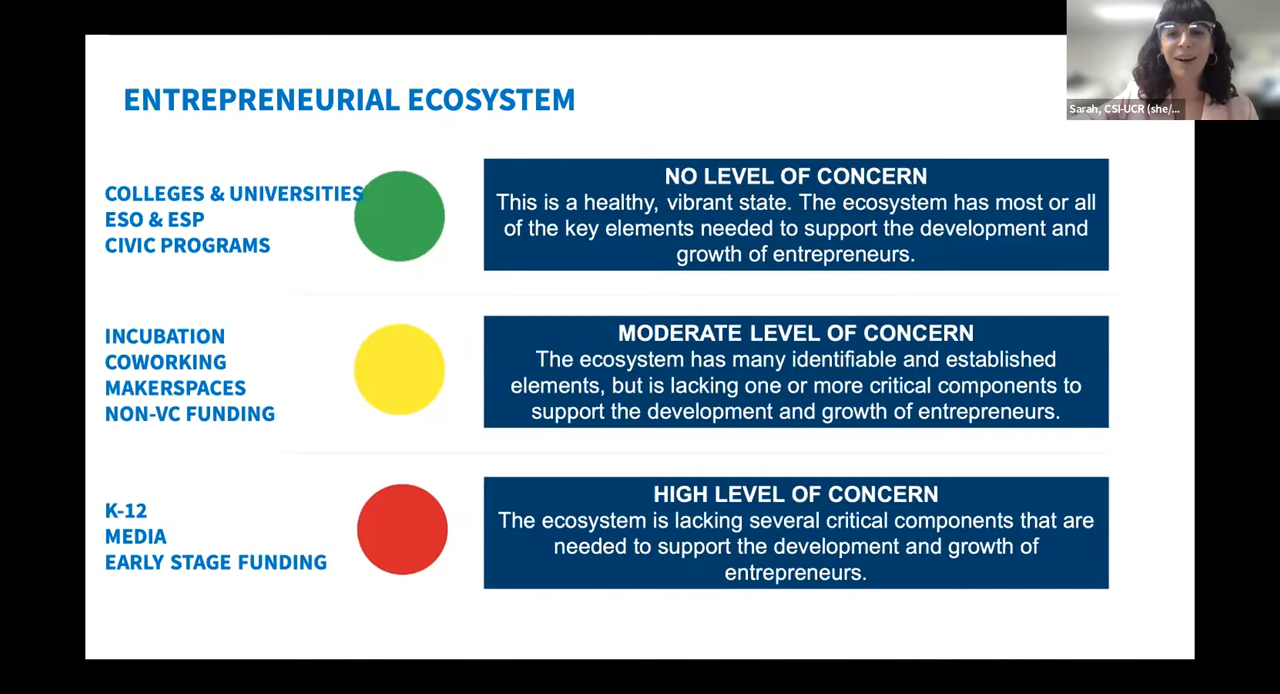 ENTREPRENEURIAL ECOSYSTEM
Sarah, CSI-UCR (she/...
COLLEGES & UNIVERSITIES
ESO & ESP
CIVIC PROGRAMS
NO LEVEL OF CONCERN
This is a healthy, vibrant state. The ecosystem has most or all
of the key elements needed to support the development and
growth of entrepreneurs.
INCUBATION
COWORKING
MAKERSPACES
NON-VC FUNDING
MODERATE LEVEL OF CONCERN
The ecosystem has many identifiable and established
elements, but is lacking one or more critical components to
support the development and growth of entrepreneurs.
K-12
MEDIA
EARLY STAGE FUNDING
HIGH LEVEL OF CONCERN
The ecosystem is lacking several critical components that are
needed to support the development and growth of
entrepreneurs.